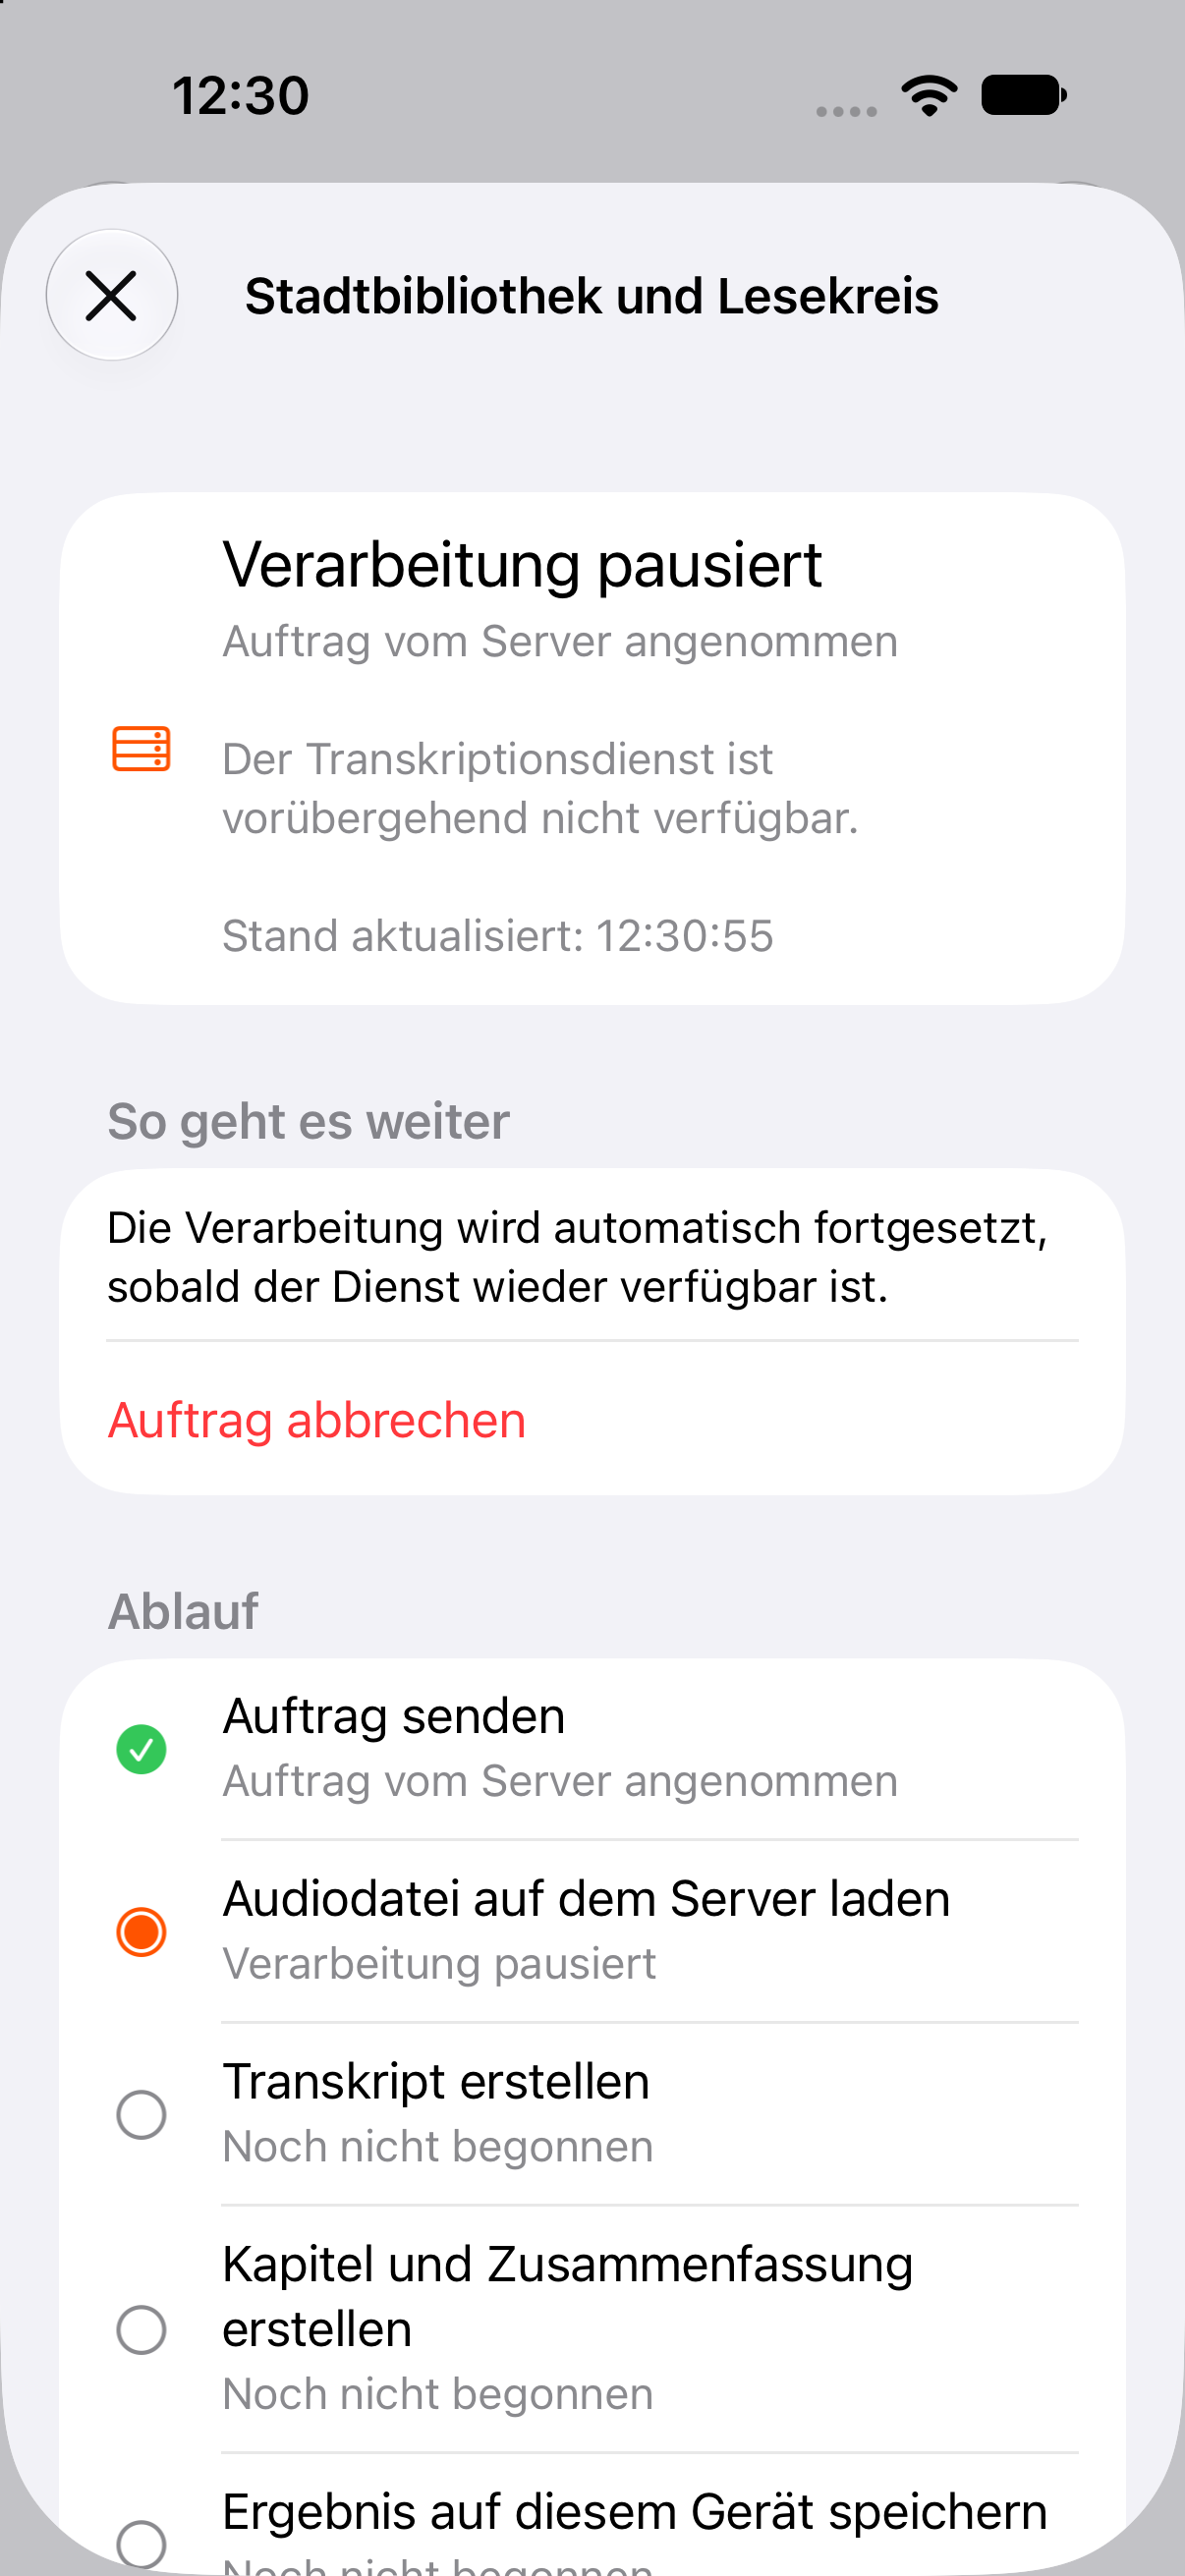 12:30
Stadtbibliothek und Lesekreis
Verarbeitung pausiert
Auftrag vom Server angenommen
Der Transkriptionsdienst ist
vorübergehend nicht verfügbar.
Stand aktualisiert: 12:30:55
So geht es weiter
Die Verarbeitung wird automatisch fortgesetzt,
sobald der Dienst wieder verfügbar ist.
Auftrag abbrechen
Ablauf
Auftrag senden
Auftrag vom Server angenommen
Audiodatei auf dem Server laden
Verarbeitung pausiert
Transkript erstellen
Noch nicht begonnen
Kapitel und Zusammenfassung
erstellen
Noch nicht begonnen
Ergebnis auf diesem Gerät speichern
Noch nicht begonnen